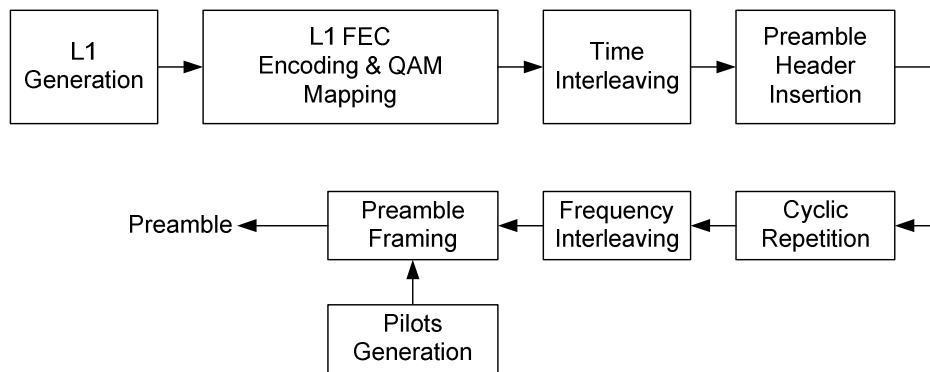 L1
Generation
L1 FEC
Encoding & QAM
Mapping
Time
Interleaving
Preamble
Header
Insertion
Preamble
Preamble
Framing
Frequency
Interleaving
Cyclic
Repetition
Pilots
Generation